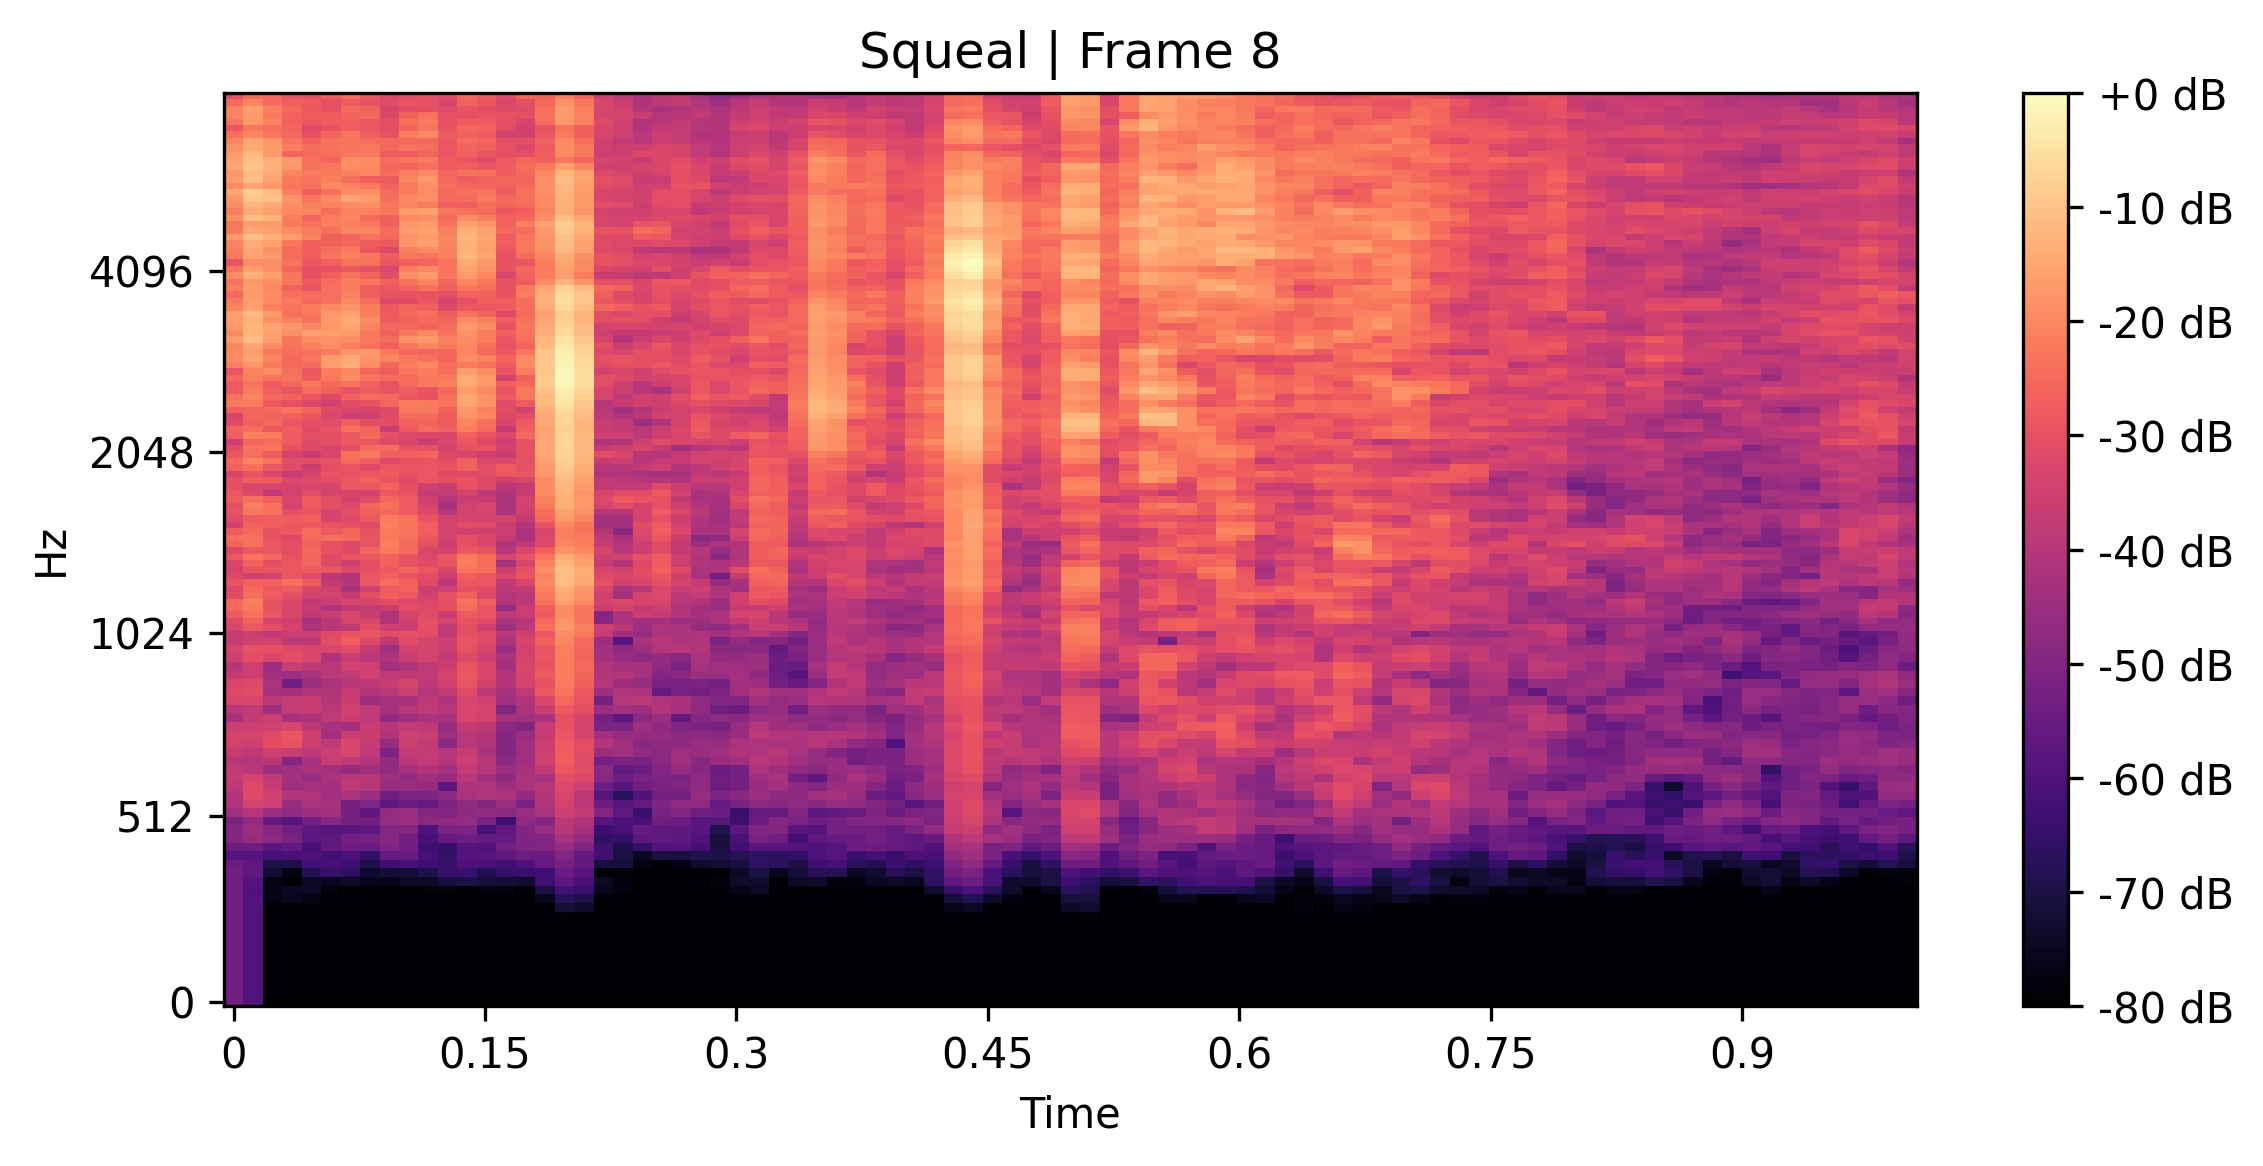 Squeal | Frame 8
Hz
4096
2048
1024
512
0
0 0.15 0.3 0.45 0.6 0.75 0.9
Time
+0 dB
-10 dB
-20 dB
-30 dB
-40 dB
-50 dB
-60 dB
-70 dB
-80 dB